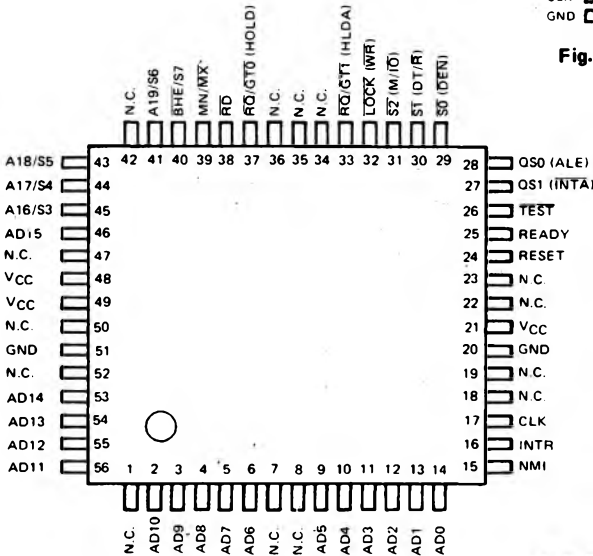 GND
Fig.
N.C.
A19/S6
BHE/S7
MN/MX
RD
RQ/GT0 (HOLD)
N.C.
N.C.
N.C.
RQ/GT1 (HLDA)
LOCK (WR)
S2 (M/IO)
S1 (DT/R)
S0 (DEN)
42 41 40 39 38 37 36 35 34 33 32 31 30 29
A18/S5 43
A17/S4 44
A16/S3 45
AD15 46
N.C. 47
VCC 48
VCC 49
N.C. 50
GND 51
N.C. 52
AD14 53
AD13 54
AD12 55
AD11 56
28 QS0 (ALE)
27 QS1 (INTA)
26 TEST
25 READY
24 RESET
23 N.C.
22 N.C.
21 VCC
20 GND
19 N.C.
18 N.C.
17 CLK
16 INTR
15 NMI
1 2 3 4 5 6 7 8 9 10 11 12 13 14
N.C.
AD10
AD9
AD8
AD7
AD6
N.C.
N.C.
AD5
AD4
AD3
AD2
AD1
AD0